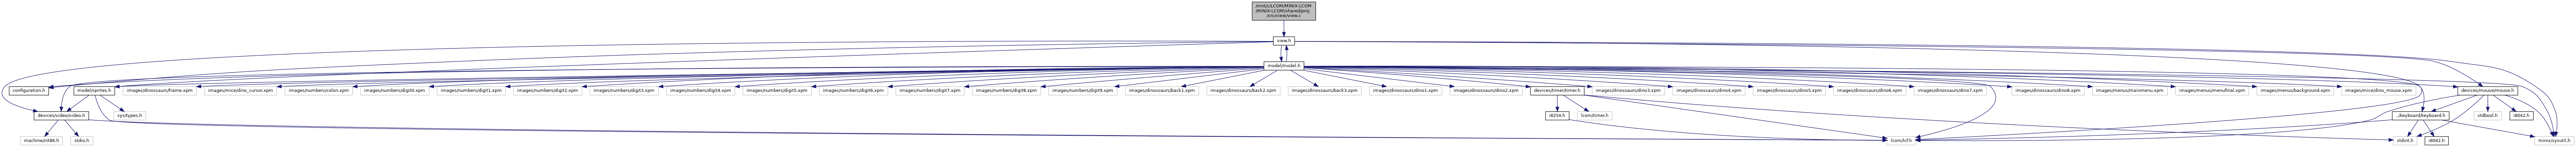 /mnt/c/LCOM/MINIX-LCOM
/MINIX-LCOM/shared/proj
/src/view/view.c
view.h
model/model.h
configuration.h
model/sprites.h
images/dinossaurs/frame.xpm
images/mice/dino_cursor.xpm
images/numbers/colon.xpm
images/numbers/digit0.xpm
images/numbers/digit1.xpm
images/numbers/digit2.xpm
images/numbers/digit3.xpm
images/numbers/digit4.xpm
images/numbers/digit5.xpm
images/numbers/digit6.xpm
images/numbers/digit7.xpm
images/numbers/digit8.xpm
images/numbers/digit9.xpm
images/dinossaurs/back1.xpm
images/dinossaurs/back2.xpm
images/dinossaurs/back3.xpm
images/dinossaurs/dino1.xpm
images/dinossaurs/dino2.xpm
devices/timer/timer.h
images/dinossaurs/dino3.xpm
images/dinossaurs/dino4.xpm
images/dinossaurs/dino5.xpm
images/dinossaurs/dino6.xpm
images/dinossaurs/dino7.xpm
images/dinossaurs/dino8.xpm
images/menus/mainmenu.xpm
images/menus/menufinal.xpm
images/menus/background.xpm
images/mice/dino_mouse.xpm
devices/mouse/mouse.h
devices/video/video.h
sys/types.h
i8254.h
lcom/timer.h
../keyboard/keyboard.h
stdbool.h
i8042.h
machine/int86.h
stdio.h
lcom/lcf.h
stdint.h
i8042.h
minix/sysutil.h